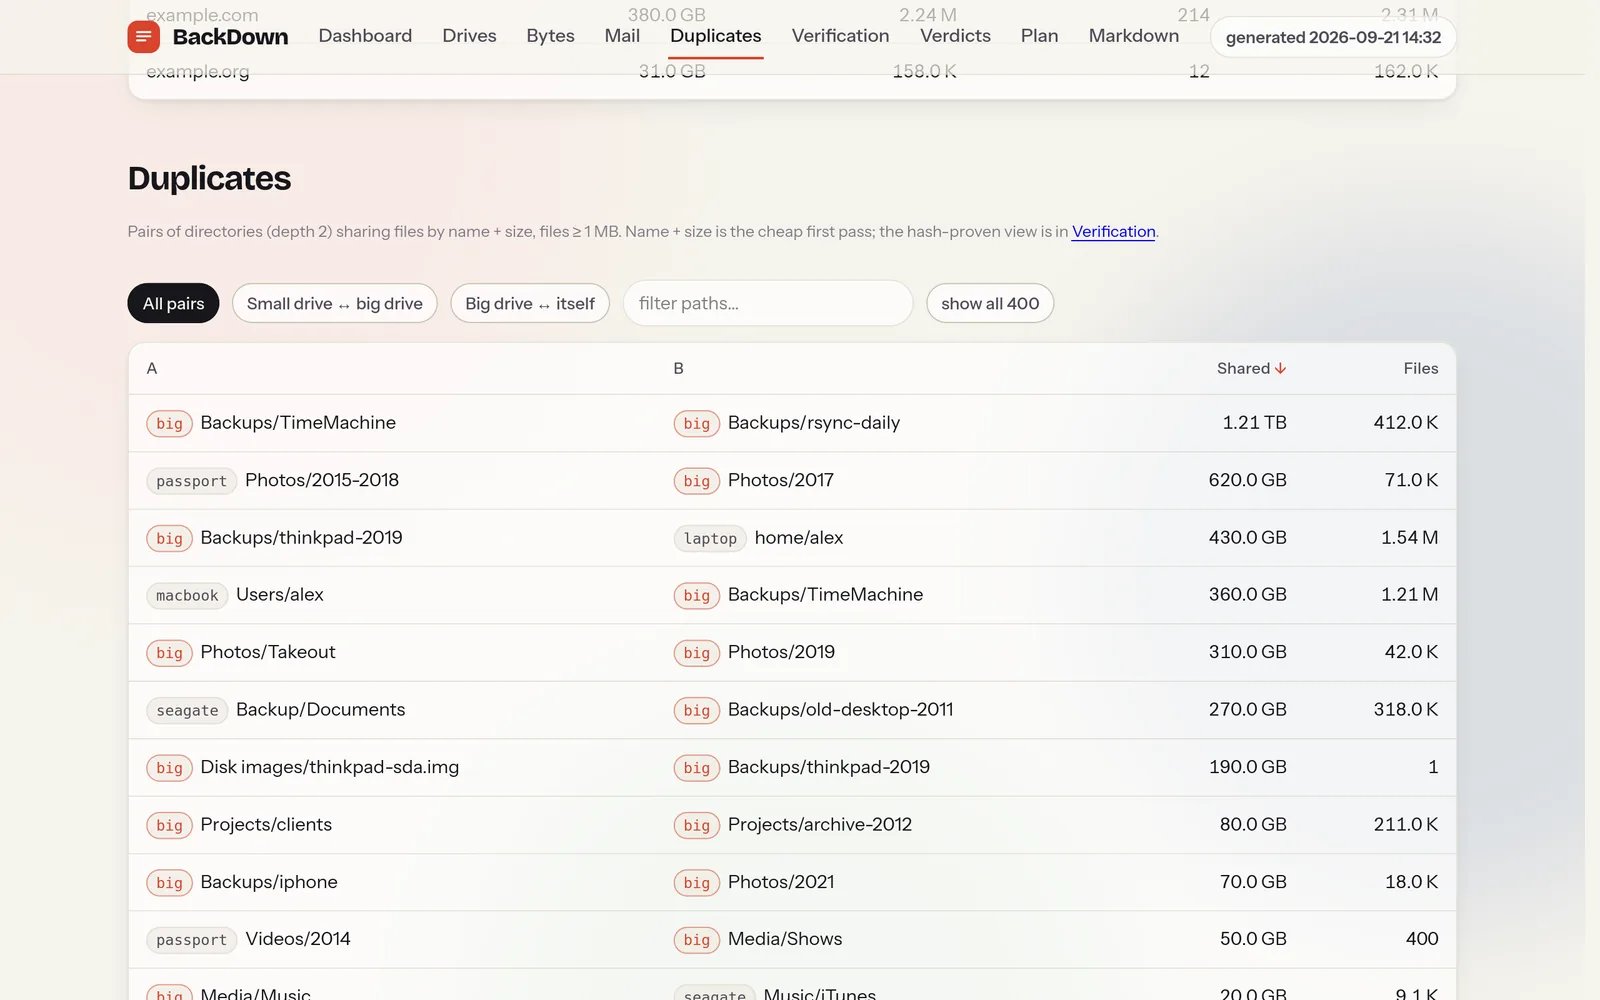 example.com 380.0 GB 2.24 M 214 2.31 M
BackDown Dashboard Drives Bytes Mail Duplicates Verification Verdicts Plan Markdown generated 2026-09-21 14:32
example.org 31.0 GB 158.0 K 12 162.0 K
Duplicates
Pairs of directories (depth 2) sharing files by name + size, files ≥ 1 MB. Name + size is the cheap first pass; the hash-proven view is in Verification.
All pairs Small drive ↔ big drive Big drive ↔ itself filter paths… show all 400
A B Shared ↓ Files
big Backups/TimeMachine big Backups/rsync-daily 1.21 TB 412.0 K
passport Photos/2015-2018 big Photos/2017 620.0 GB 71.0 K
big Backups/thinkpad-2019 laptop home/alex 430.0 GB 1.54 M
macbook Users/alex big Backups/TimeMachine 360.0 GB 1.21 M
big Photos/Takeout big Photos/2019 310.0 GB 42.0 K
seagate Backup/Documents big Backups/old-desktop-2011 270.0 GB 318.0 K
big Disk images/thinkpad-sda.img big Backups/thinkpad-2019 190.0 GB 1
big Projects/clients big Projects/archive-2012 80.0 GB 211.0 K
big Backups/iphone big Photos/2021 70.0 GB 18.0 K
passport Videos/2014 big Media/Shows 50.0 GB 400
big Media/Music seagate Music/iTunes 20.0 GB 9.1 K